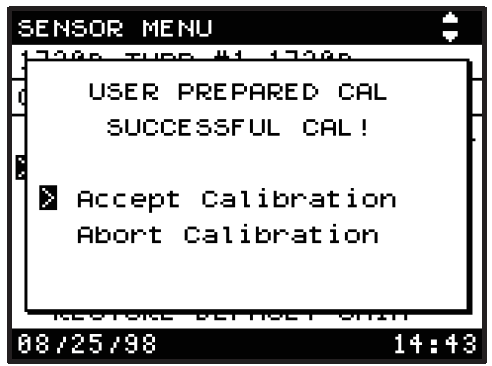 SENSOR MENU
USER PREPARED CAL
SUCCESSFUL CAL!
> Accept Calibration
Abort Calibration
08/25/98 14:43